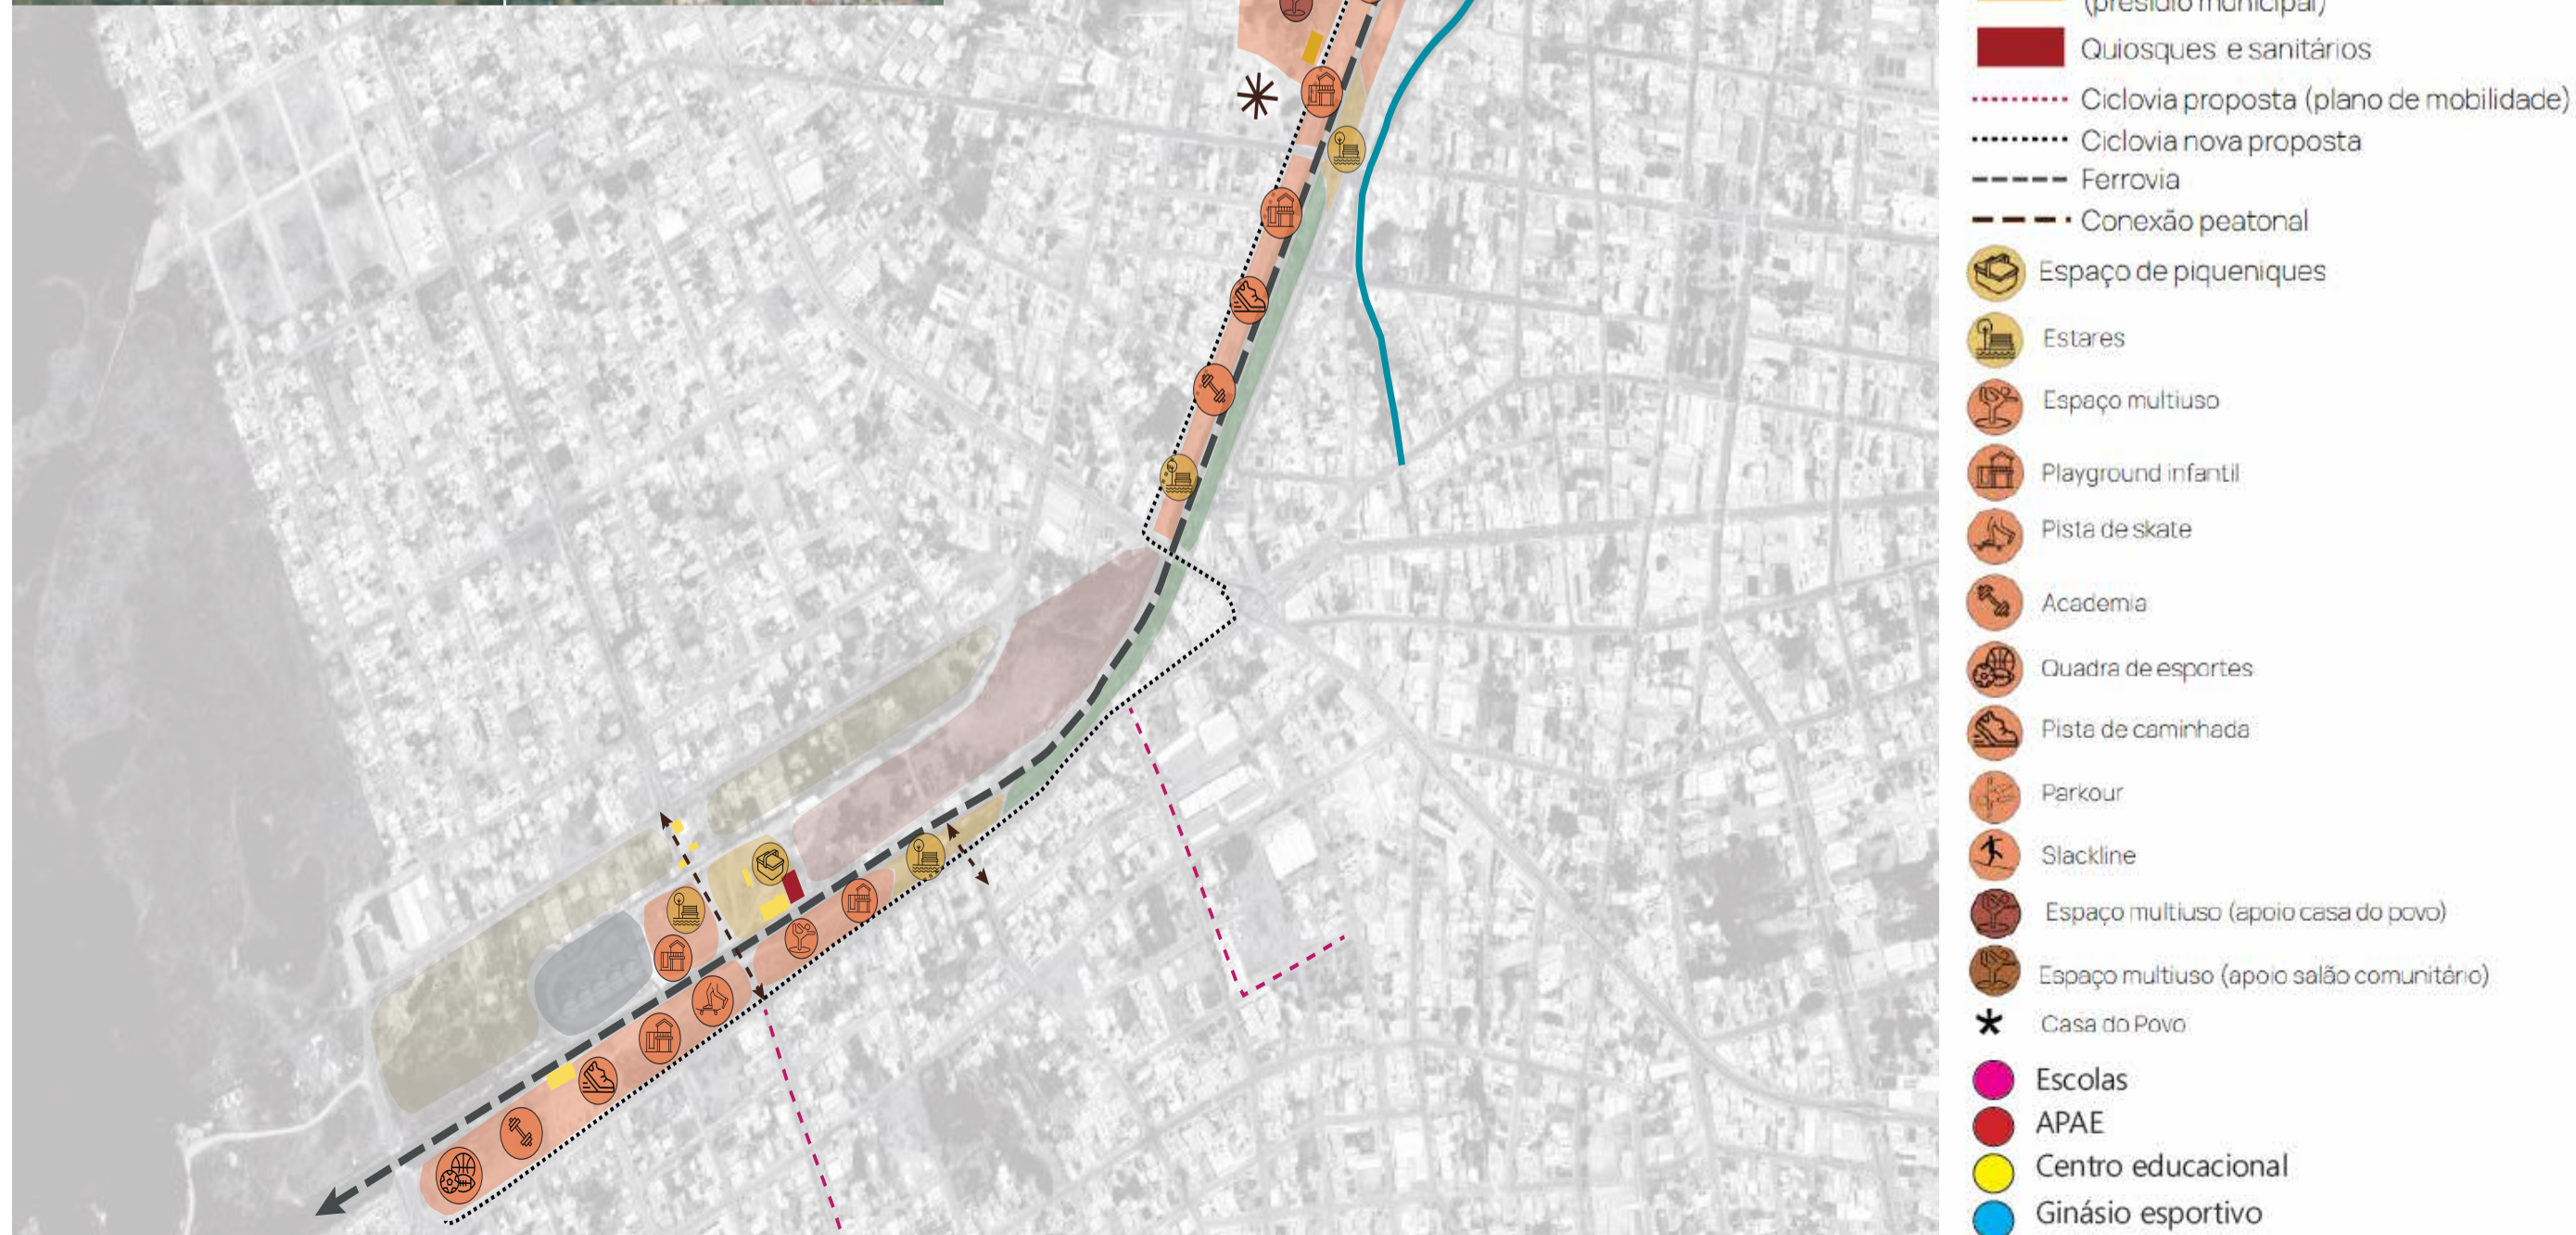 (presídio municipal)
Quiosques e sanitários
Ciclovia proposta (plano de mobilidade)
Ciclovia nova proposta
Ferrovia
Conexão peatonal
Espaço de piqueniques
Estares
Espaço multiuso
Playground infantil
Pista de skate
Academia
Quadra de esportes
Pista de caminhada
Parkour
Slackline
Espaço multiuso (apoio casa do povo)
Espaço multiuso (apoio salão comunitário)
Casa do Povo
Escolas
APAE
Centro educacional
Ginásio esportivo